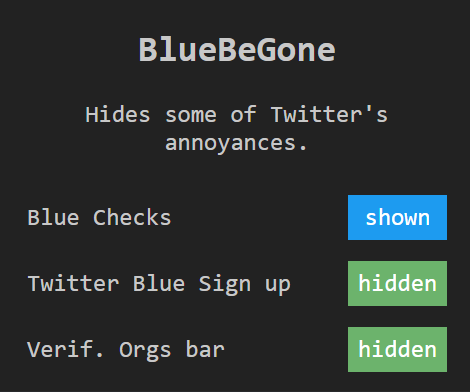 BlueBeGone
Hides some of Twitter's
annoyances.
Blue Checks shown
Twitter Blue Sign up hidden
Verif. Orgs bar hidden